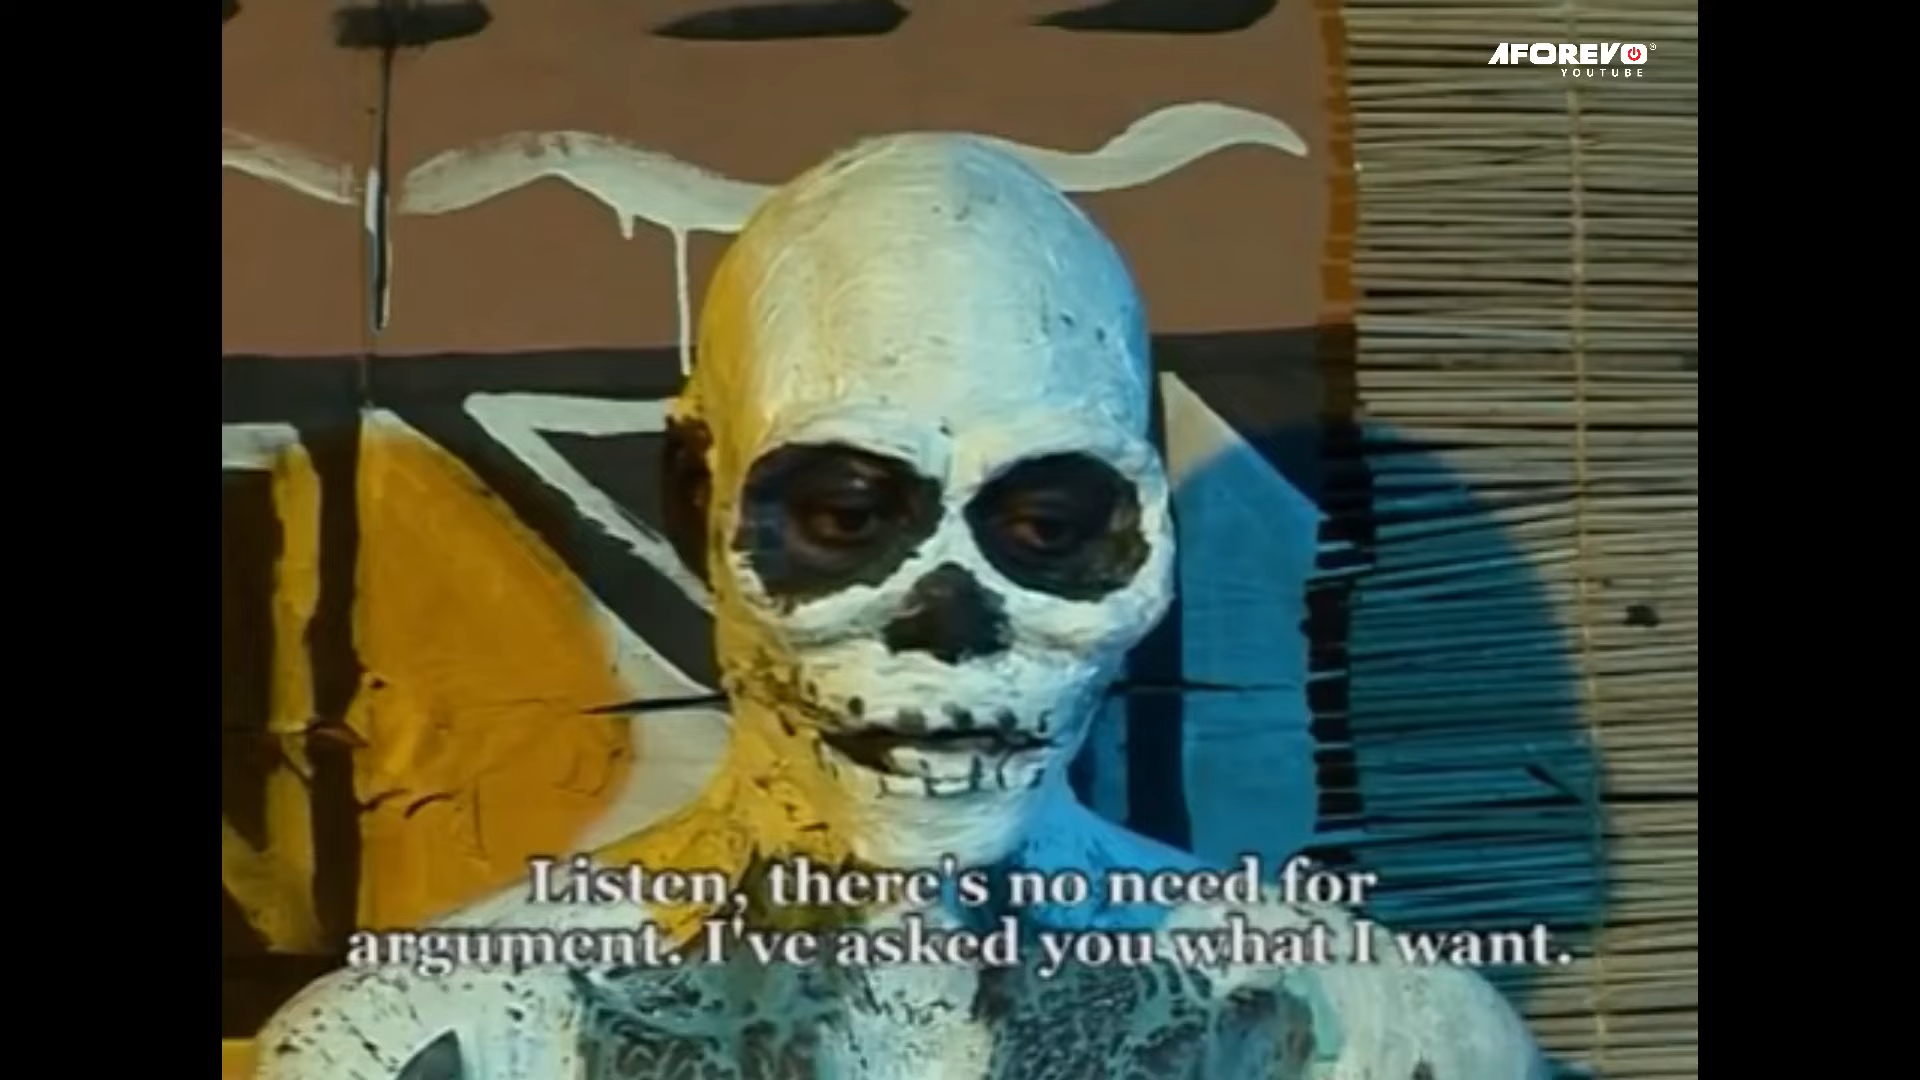 AFOREVO
YOUTUBE
Listen, there's no need for
argument. I've asked you what I want.